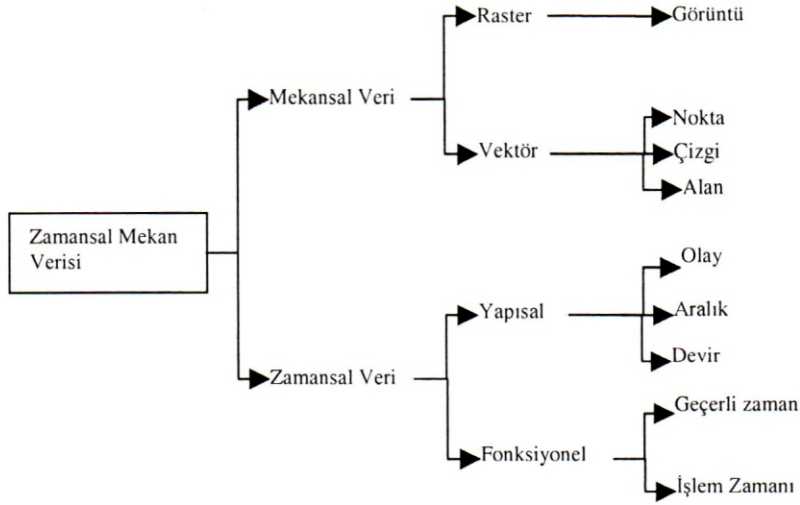 Raster
Görüntü
Mekansal Veri
Nokta
Vektör
Çizgi
Alan
Zamansal Mekan
Verisi
Olay
Yapısal
Aralık
Devir
Zamansal Veri
Geçerli zaman
Fonksiyonel
İşlem Zamanı